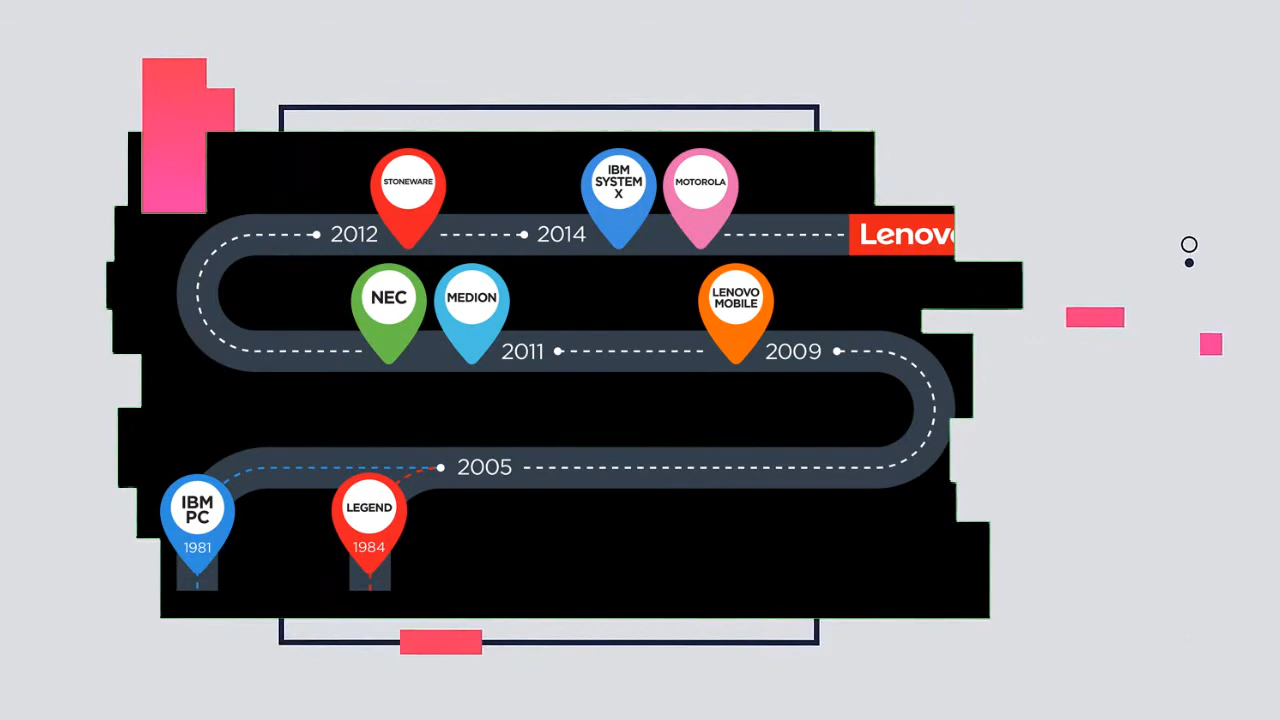 STONEWARE
IBM
SYSTEM
X
MOTOROLA
2012
2014
Lenovo
NEC
MEDION
LENOVO
MOBILE
2011
2009
2005
IBM
PC
1981
LEGEND
1984